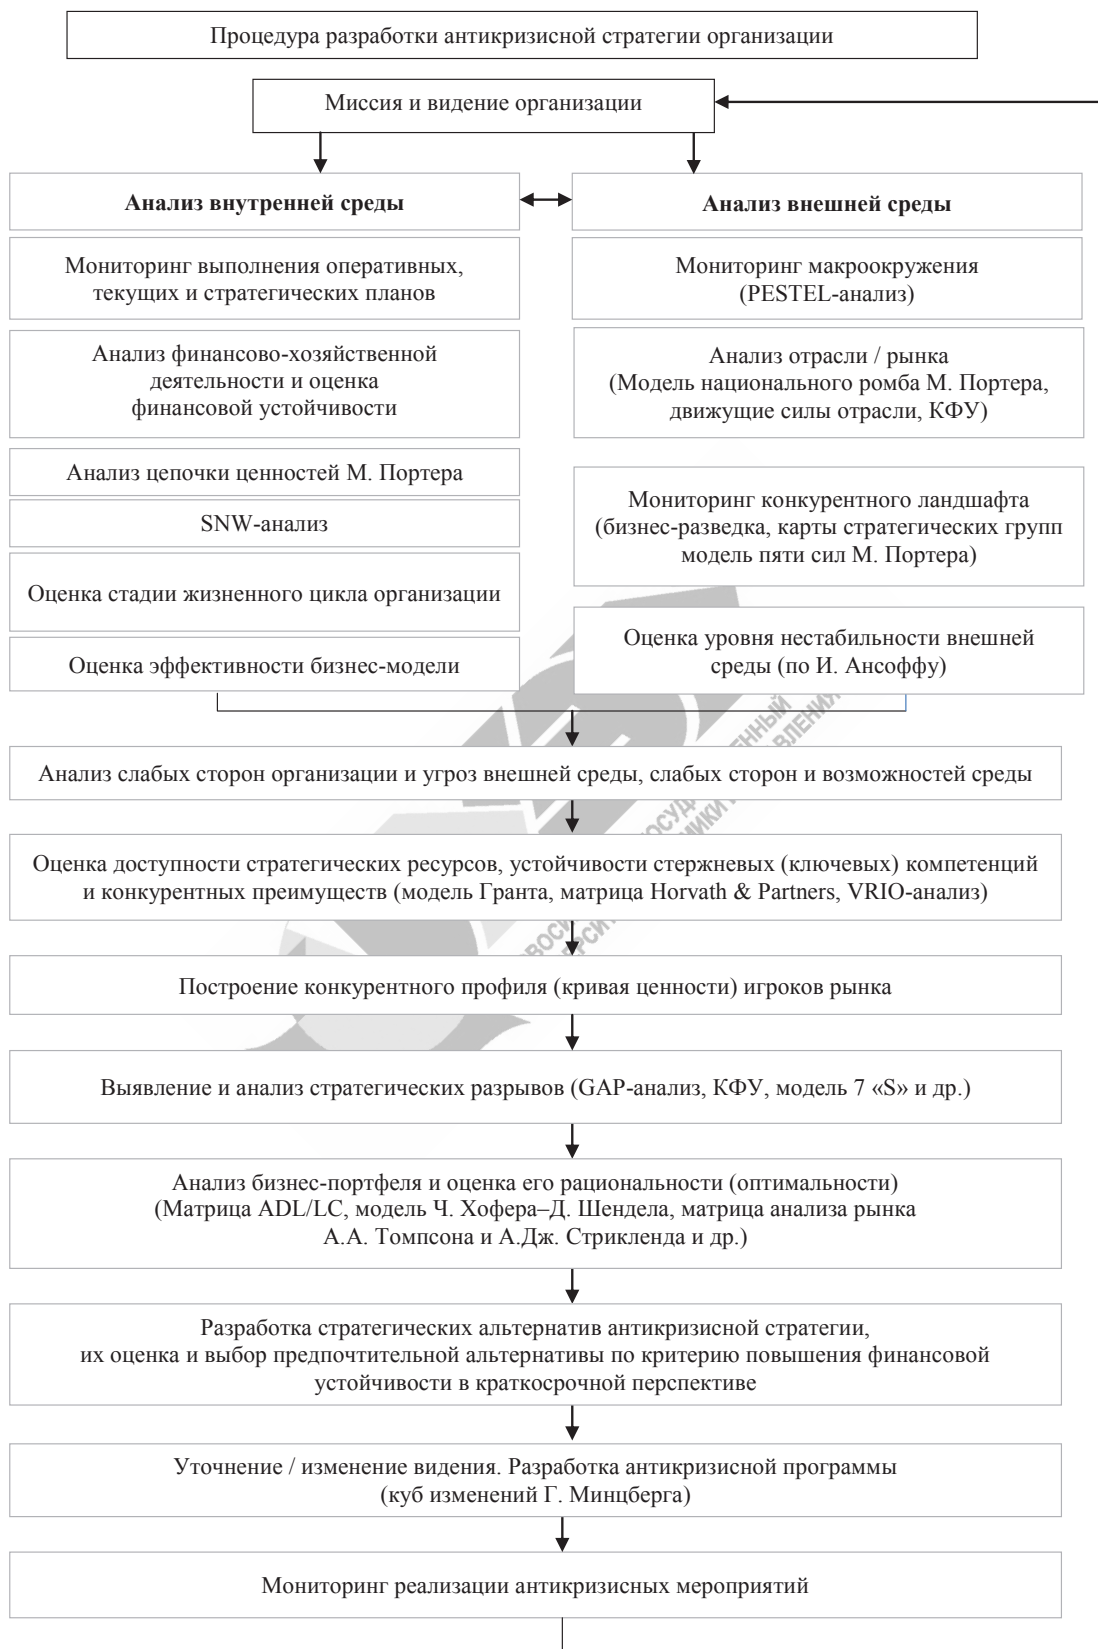 Процедура разработки антикризисной стратегии организации
Миссия и видение организации
Анализ внутренней среды
Мониторинг выполнения оперативных,
текущих и стратегических планов
Анализ финансово-хозяйственной
деятельности и оценка
финансовой устойчивости
Анализ цепочки ценностей М. Портера
SNW-анализ
Оценка стадии жизненного цикла организации
Оценка эффективности бизнес-модели
Анализ внешней среды
Мониторинг макроокружения
(PESTEL-анализ)
Анализ отрасли / рынка
(Модель национального ромба М. Портера,
движущие силы отрасли, КФУ)
Мониторинг конкурентного ландшафта
(бизнес-разведка, карты стратегических групп
модель пяти сил М. Портера)
Оценка уровня нестабильности внешней
среды (по И. Ансоффу)
Анализ слабых сторон организации и угроз внешней среды, слабых сторон и возможностей среды
Оценка доступности стратегических ресурсов, устойчивости стержневых (ключевых) компетенций
и конкурентных преимуществ (модель Гранта, матрица Horvath & Partners, VRIO-анализ)
Построение конкурентного профиля (кривая ценности) игроков рынка
Выявление и анализ стратегических разрывов (GAP-анализ, КФУ, модель 7 «S» и др.)
Анализ бизнес-портфеля и оценка его рациональности (оптимальности)
(Матрица ADL/LC, модель Ч. Хофера–Д. Шендела, матрица анализа рынка
А.А. Томпсона и А.Дж. Стрикленда и др.)
Разработка стратегических альтернатив антикризисной стратегии,
их оценка и выбор предпочтительной альтернативы по критерию повышения финансовой
устойчивости в краткосрочной перспективе
Уточнение / изменение видения. Разработка антикризисной программы
(куб изменений Г. Минцберга)
Мониторинг реализации антикризисных мероприятий